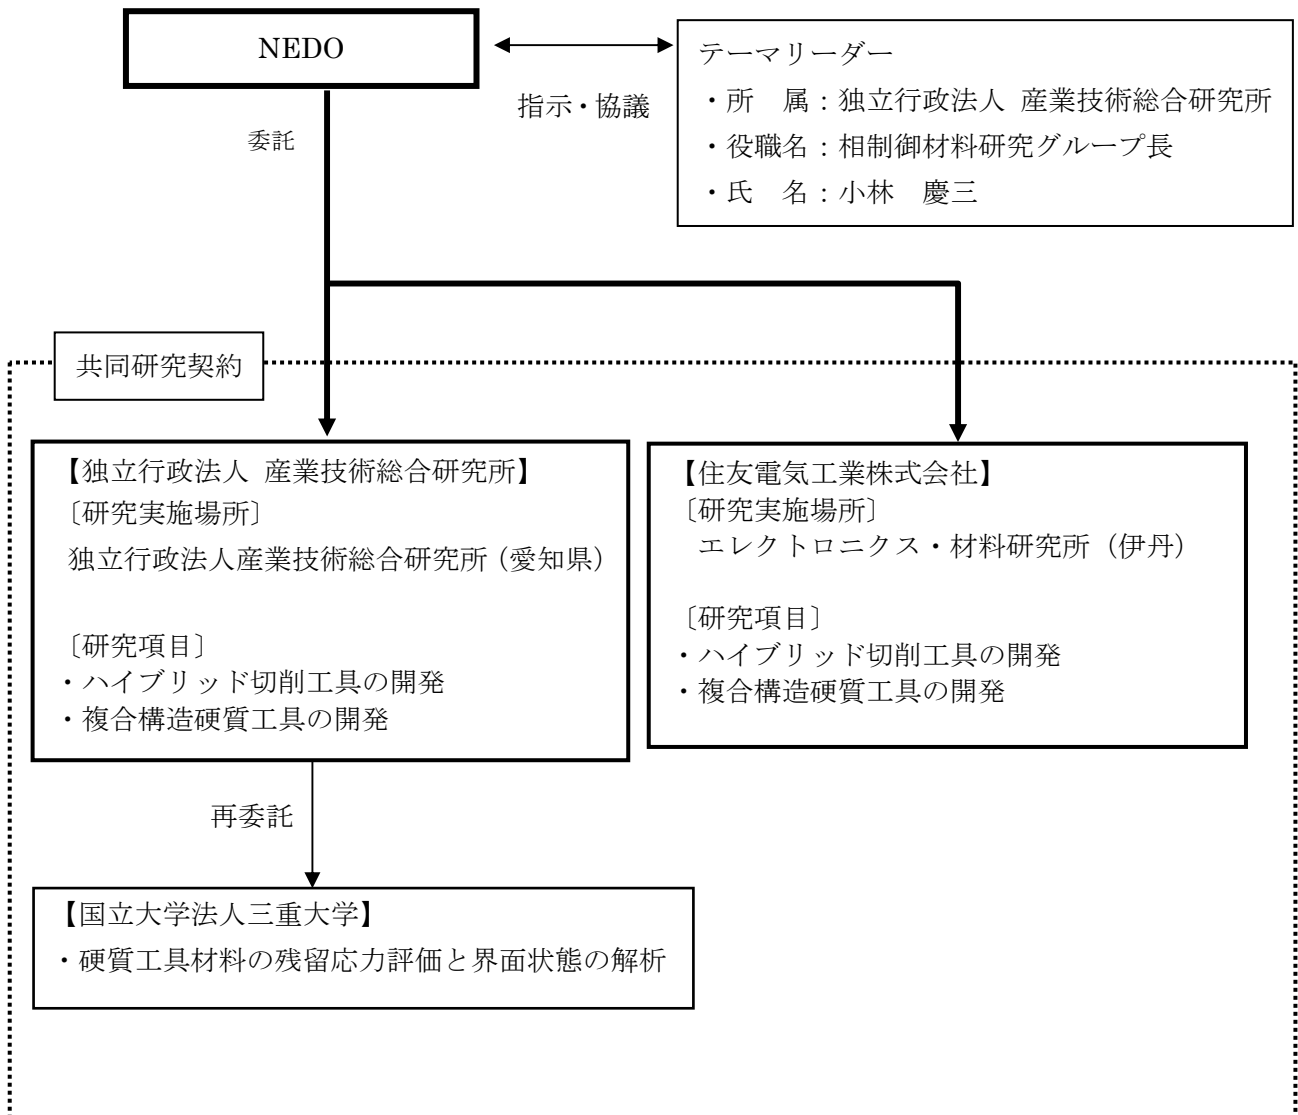 NEDO
テーマリーダー
・所　属：独立行政法人 産業技術総合研究所
・役職名：相制御材料研究グループ長
・氏　名：小林　慶三
指示・協議
委託
共同研究契約
【独立行政法人 産業技術総合研究所】
〔研究実施場所〕
独立行政法人産業技術総合研究所（愛知県）
〔研究項目〕
・ハイブリッド切削工具の開発
・複合構造硬質工具の開発
【住友電気工業株式会社】
〔研究実施場所〕
エレクトロニクス・材料研究所（伊丹）
〔研究項目〕
・ハイブリッド切削工具の開発
・複合構造硬質工具の開発
再委託
【国立大学法人三重大学】
・硬質工具材料の残留応力評価と界面状態の解析